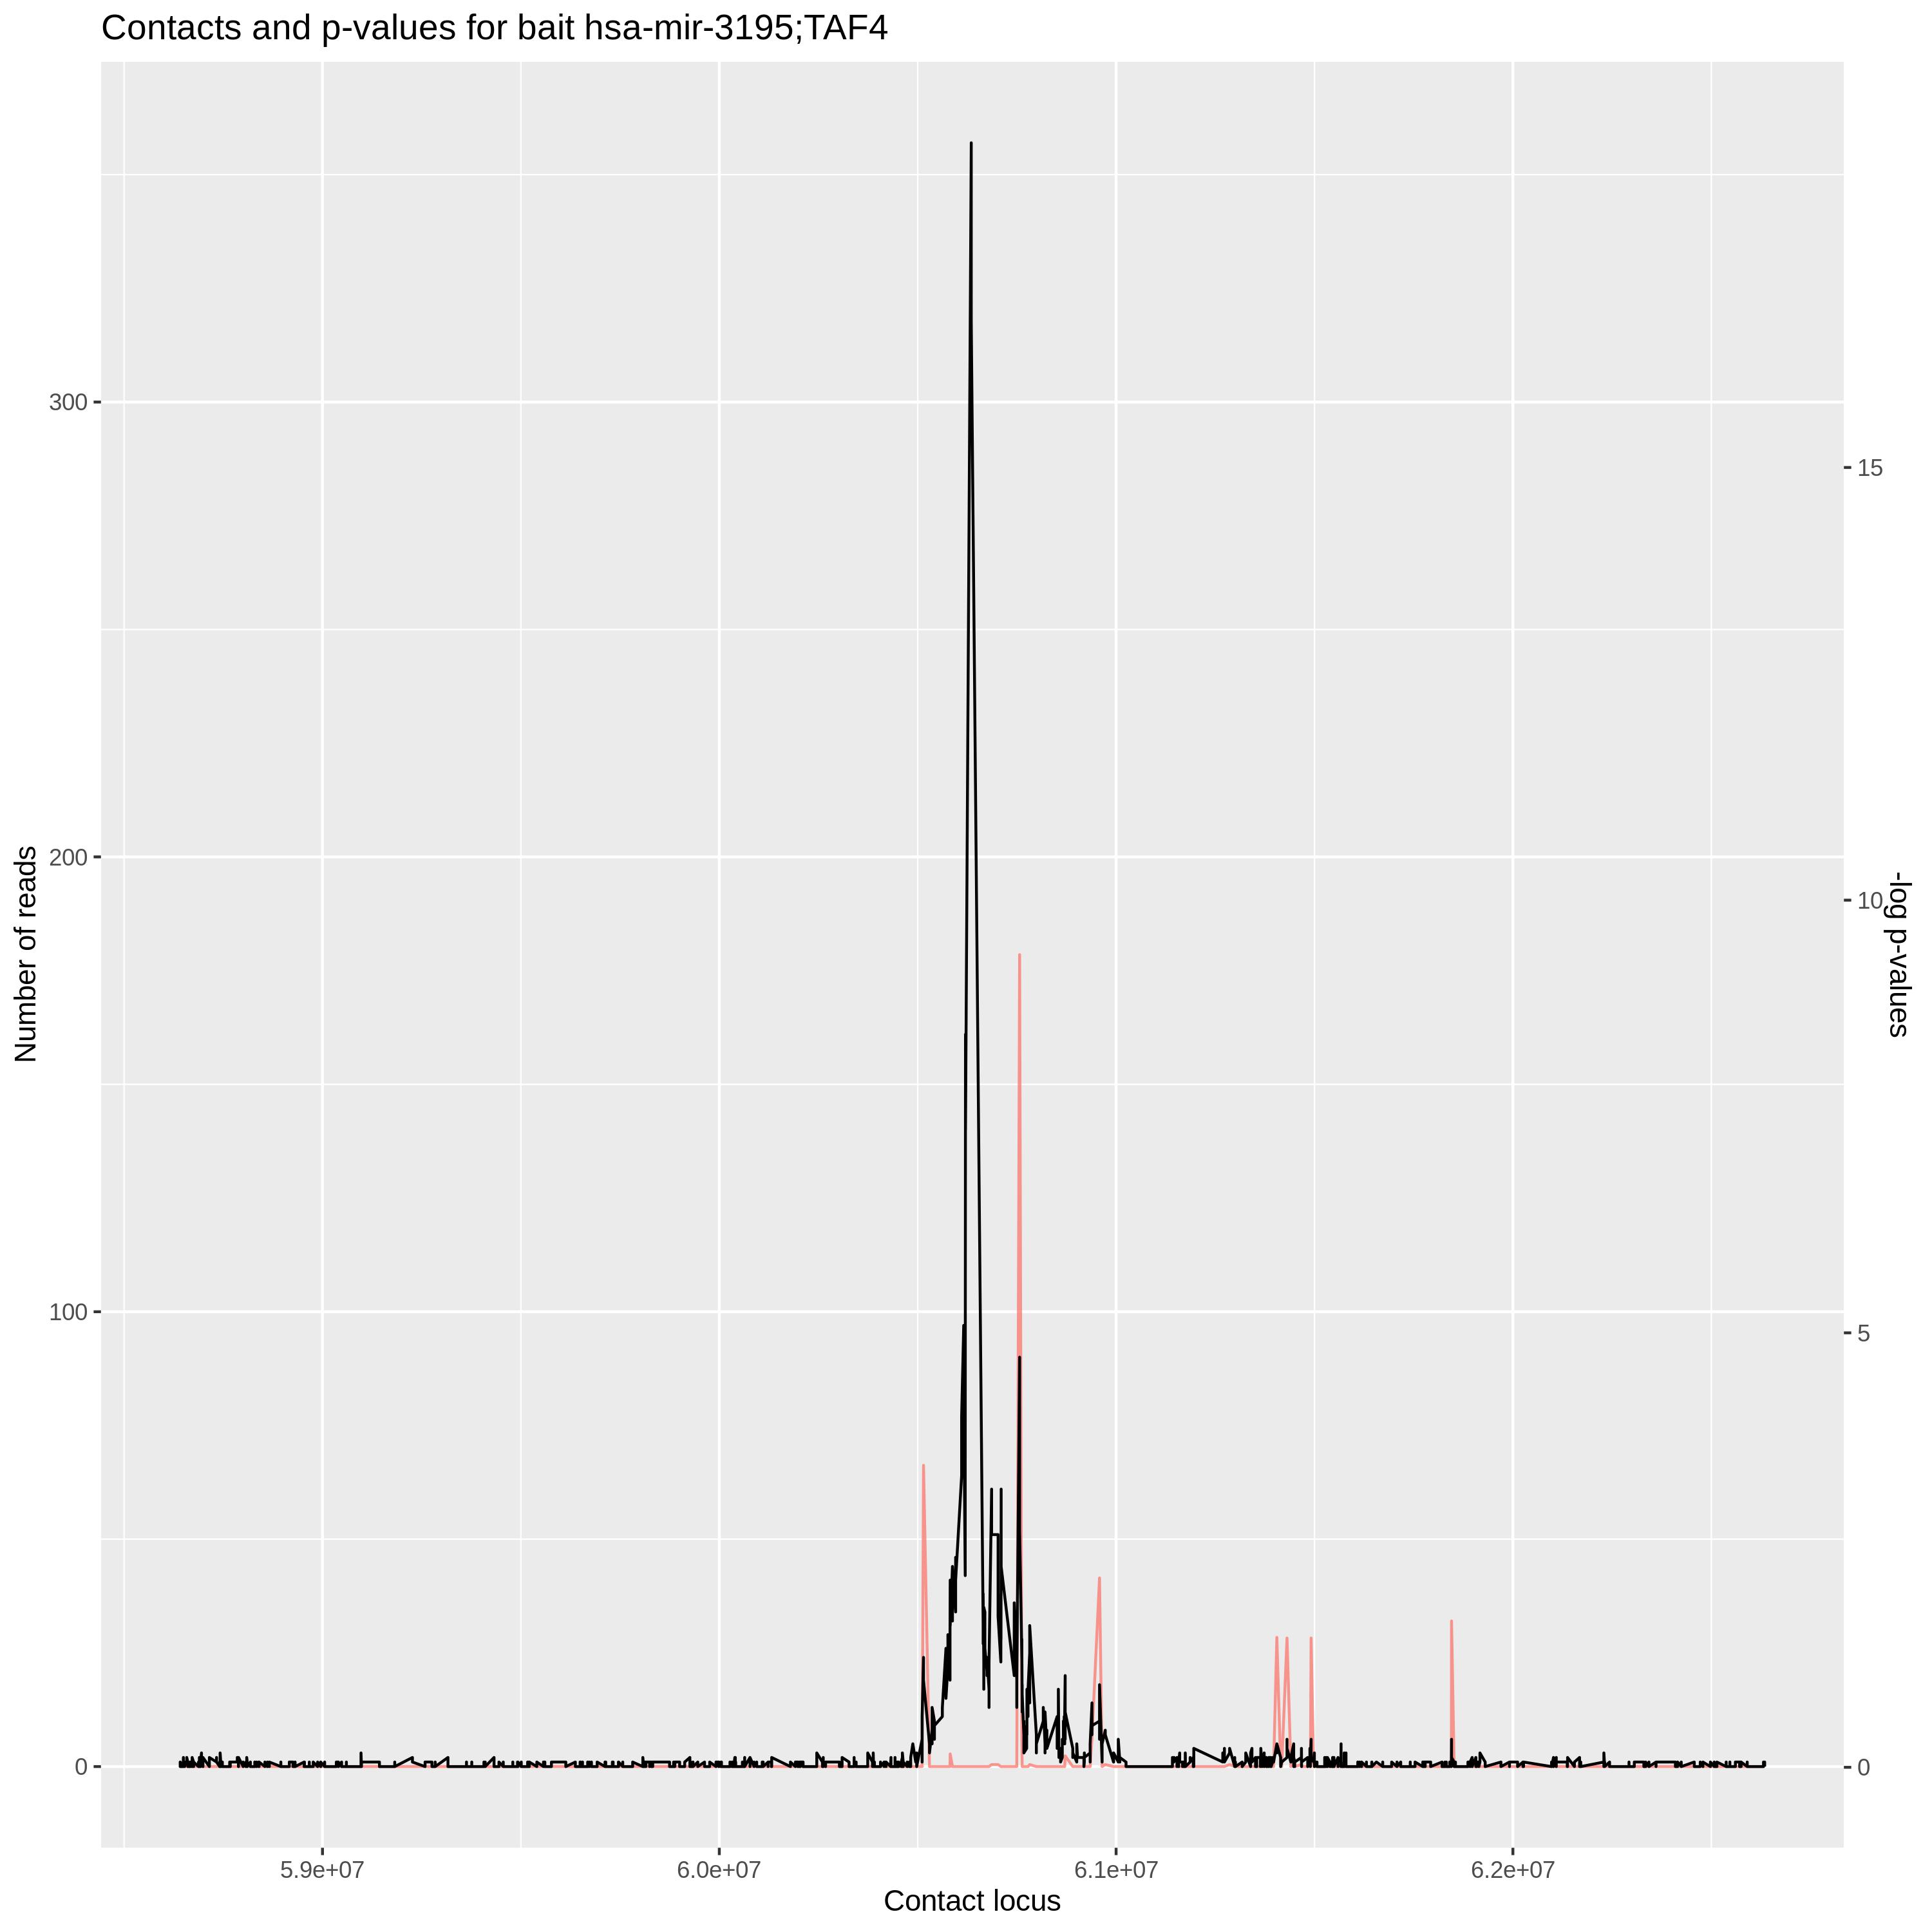 Contacts and p-values for bait hsa-mir-3195;TAF4
300
200
100
0
Number of reads
15
10
5
0
-log p-values
5.9e+07
6.0e+07
6.1e+07
6.2e+07
Contact locus